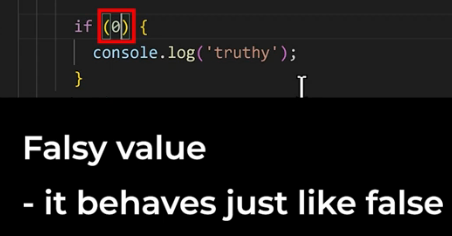 if (0) {
console.log('truthy');
}
Falsy value
- it behaves just like false